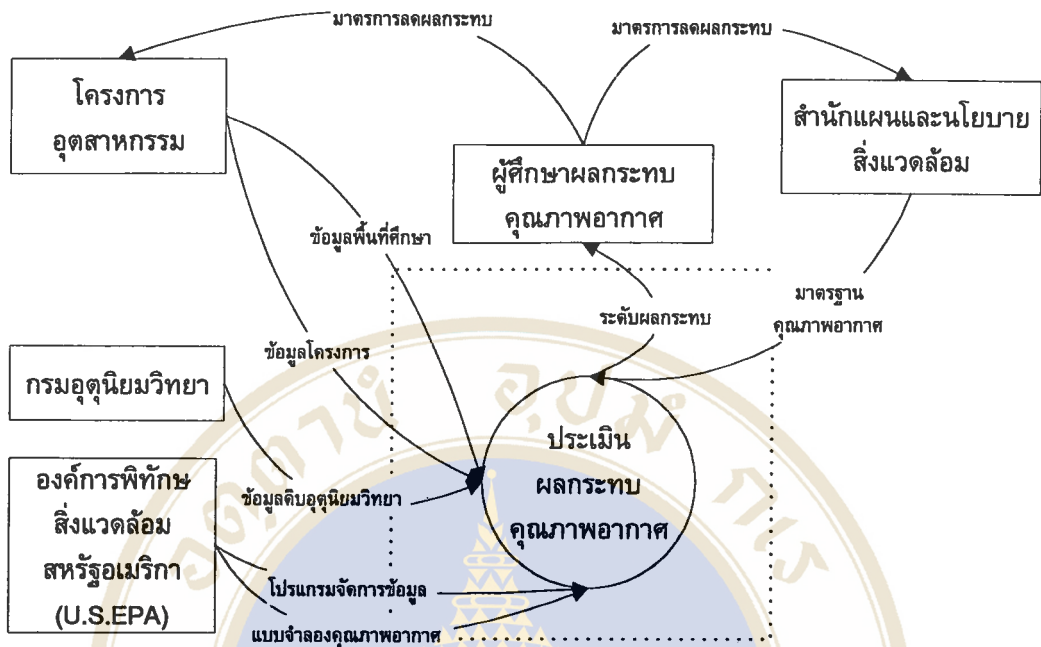 มาตรการลดผลกระทบ
มาตรการลดผลกระทบ
โครงการ
อุตสาหกรรม
สำนักแผนและนโยบาย
สิ่งแวดล้อม
ผู้ศึกษาผลกระทบ
คุณภาพอากาศ
ข้อมูลพื้นที่ศึกษา
มาตรฐาน
คุณภาพอากาศ
ระดับผลกระทบ
ข้อมูลโครงการ
กรมอุตุนิยมวิทยา
ประเมิน
ผลกระทบ
คุณภาพอากาศ
องค์การพิทักษ
สิ่งแวดล้อม
สหรัฐอเมริกา
(U.S.EPA)
ข้อมูลดิบอุตุนิยมวิทยา
โปรแกรมจัดการข้อมูล
แบบจำลองคุณภาพอากาศ